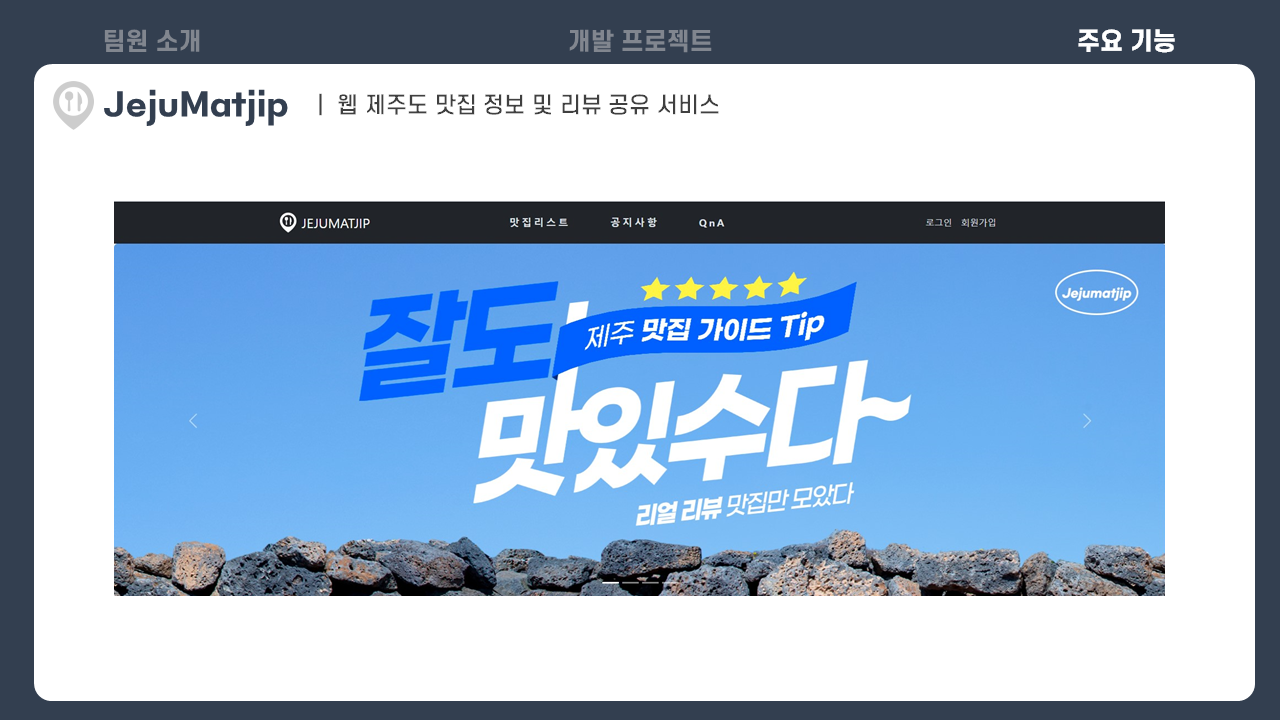 팀원 소개
개발 프로젝트
주요 기능
JejuMatjip | 웹 제주도 맛집 정보 및 리뷰 공유 서비스
JEJUMATJIP
맛집리스트
공지사항
QnA
로그인
회원가입
Jejumatjip
제주 맛집 가이드 Tip
잘도
맛있수다~
리얼 리뷰 맛집만 모았다